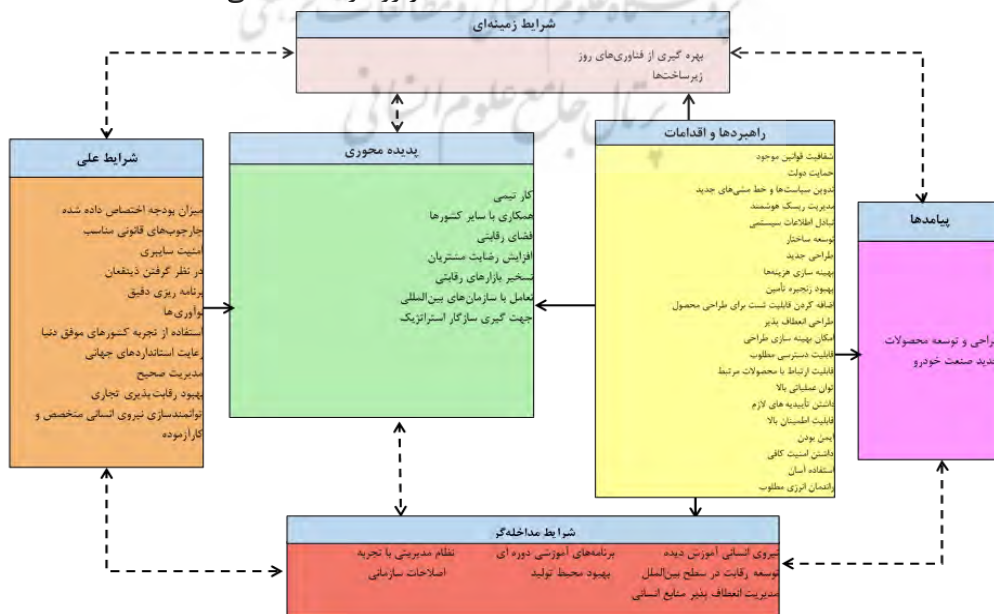 پژوهشگاه علوم انسانی و مطالعات فرهنگی
پرتال جامع علوم انسانی
شرایط زمینه‌ای
بهره گیری از فناوری‌های روز
زیرساخت‌ها
راهبردها و اقدامات
شفافیت قوانین موجود
حمایت دولت
تدوین سیاست‌ها و خط مشی‌های جدید
مدیریت ریسک هوشمند
تبادل اطلاعات سیستمی
توسعه ساختار
طراحی جدید
بهینه سازی هزینه‌ها
بهبود زنجیره تأمین
اضافه کردن قابلیت تست برای طراحی محصول
طراحی انعطاف پذیر
امکان بهینه سازی طراحی
قابلیت دسترسی مطلوب
قابلیت ارتباط با محصولات مرتبط
توان عملیاتی بالا
داشتن تأییدیه های لازم
قابلیت اطمینان بالا
ایمن بودن
داشتن امنیت کافی
استفاده آسان
راندمان انرژی مطلوب
پیامدها
طراحی و توسعه محصولات
جدید صنعت خودرو
پدیده محوری
کار تیمی
همکاری با سایر کشورها
فضای رقابتی
افزایش رضایت مشتریان
تسخیر بازارهای رقابتی
تعامل با سازمان‌های بین‌المللی
جهت گیری سازگار استراتژیک
شرایط علی
میزان بودجه اختصاص داده شده
چارچوب‌های قانونی مناسب
امنیت سایبری
در نظر گرفتن ذینفعان
برنامه ریزی دقیق
نوآوری‌ها
استفاده از تجربه کشورهای موفق دنیا
رعایت استانداردهای جهانی
مدیریت صحیح
بهبود رقابت‌پذیری تجاری
توانمندسازی نیروی انسانی متخصص و
کارآزموده
شرایط مداخله‌گر
نیروی انسانی آموزش دیده
توسعه رقابت در سطح بین‌الملل
مدیریت انعطاف پذیر منابع انسانی
برنامه‌های آموزشی دوره ای
بهبود محیط تولید
نظام مدیریتی با تجربه
اصلاحات سازمانی